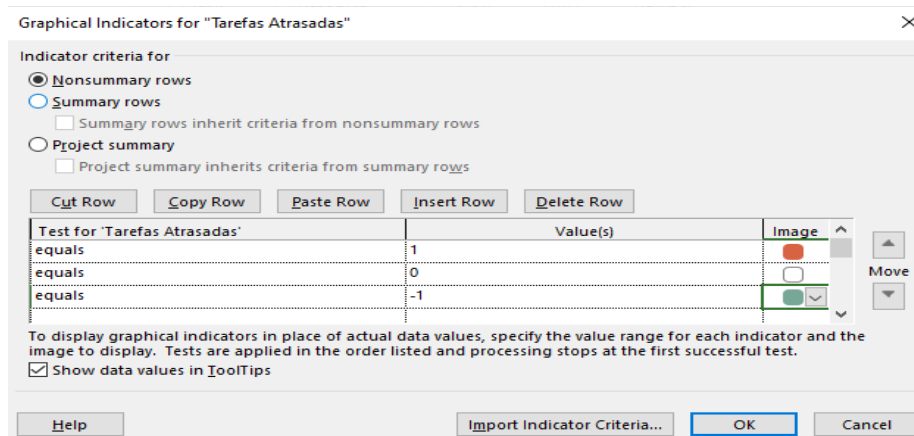 Graphical Indicators for "Tarefas Atrasadas"
Indicator criteria for
Nonsummary rows
Summary rows
Summary rows inherit criteria from nonsummary rows
Project summary
Project summary inherits criteria from summary rows
Cut Row Copy Row Paste Row Insert Row Delete Row
Test for 'Tarefas Atrasadas' Value(s) Image
equals 1
equals 0
Move
equals -1
To display graphical indicators in place of actual data values, specify the value range for each indicator and the
image to display. Tests are applied in the order listed and processing stops at the first successful test.
Show data values in ToolTips
Help Import Indicator Criteria... OK Cancel